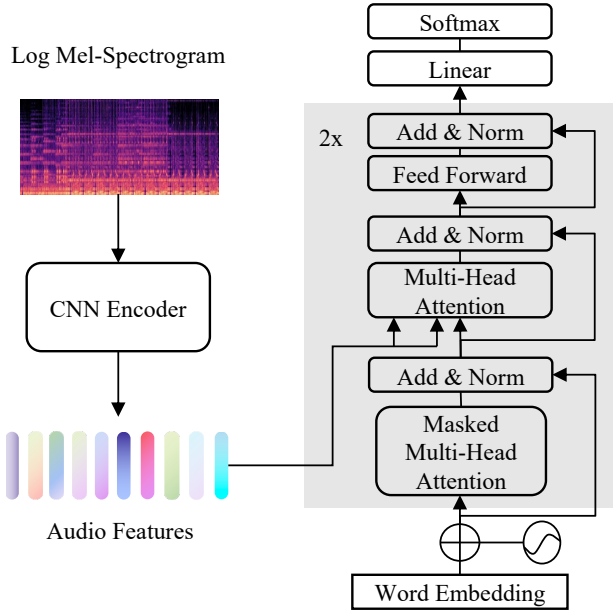 Log Mel-Spectrogram
CNN Encoder
Audio Features
Softmax
Linear
2x
Add & Norm
Feed Forward
Add & Norm
Multi-Head
Attention
Add & Norm
Masked
Multi-Head
Attention
Word Embedding